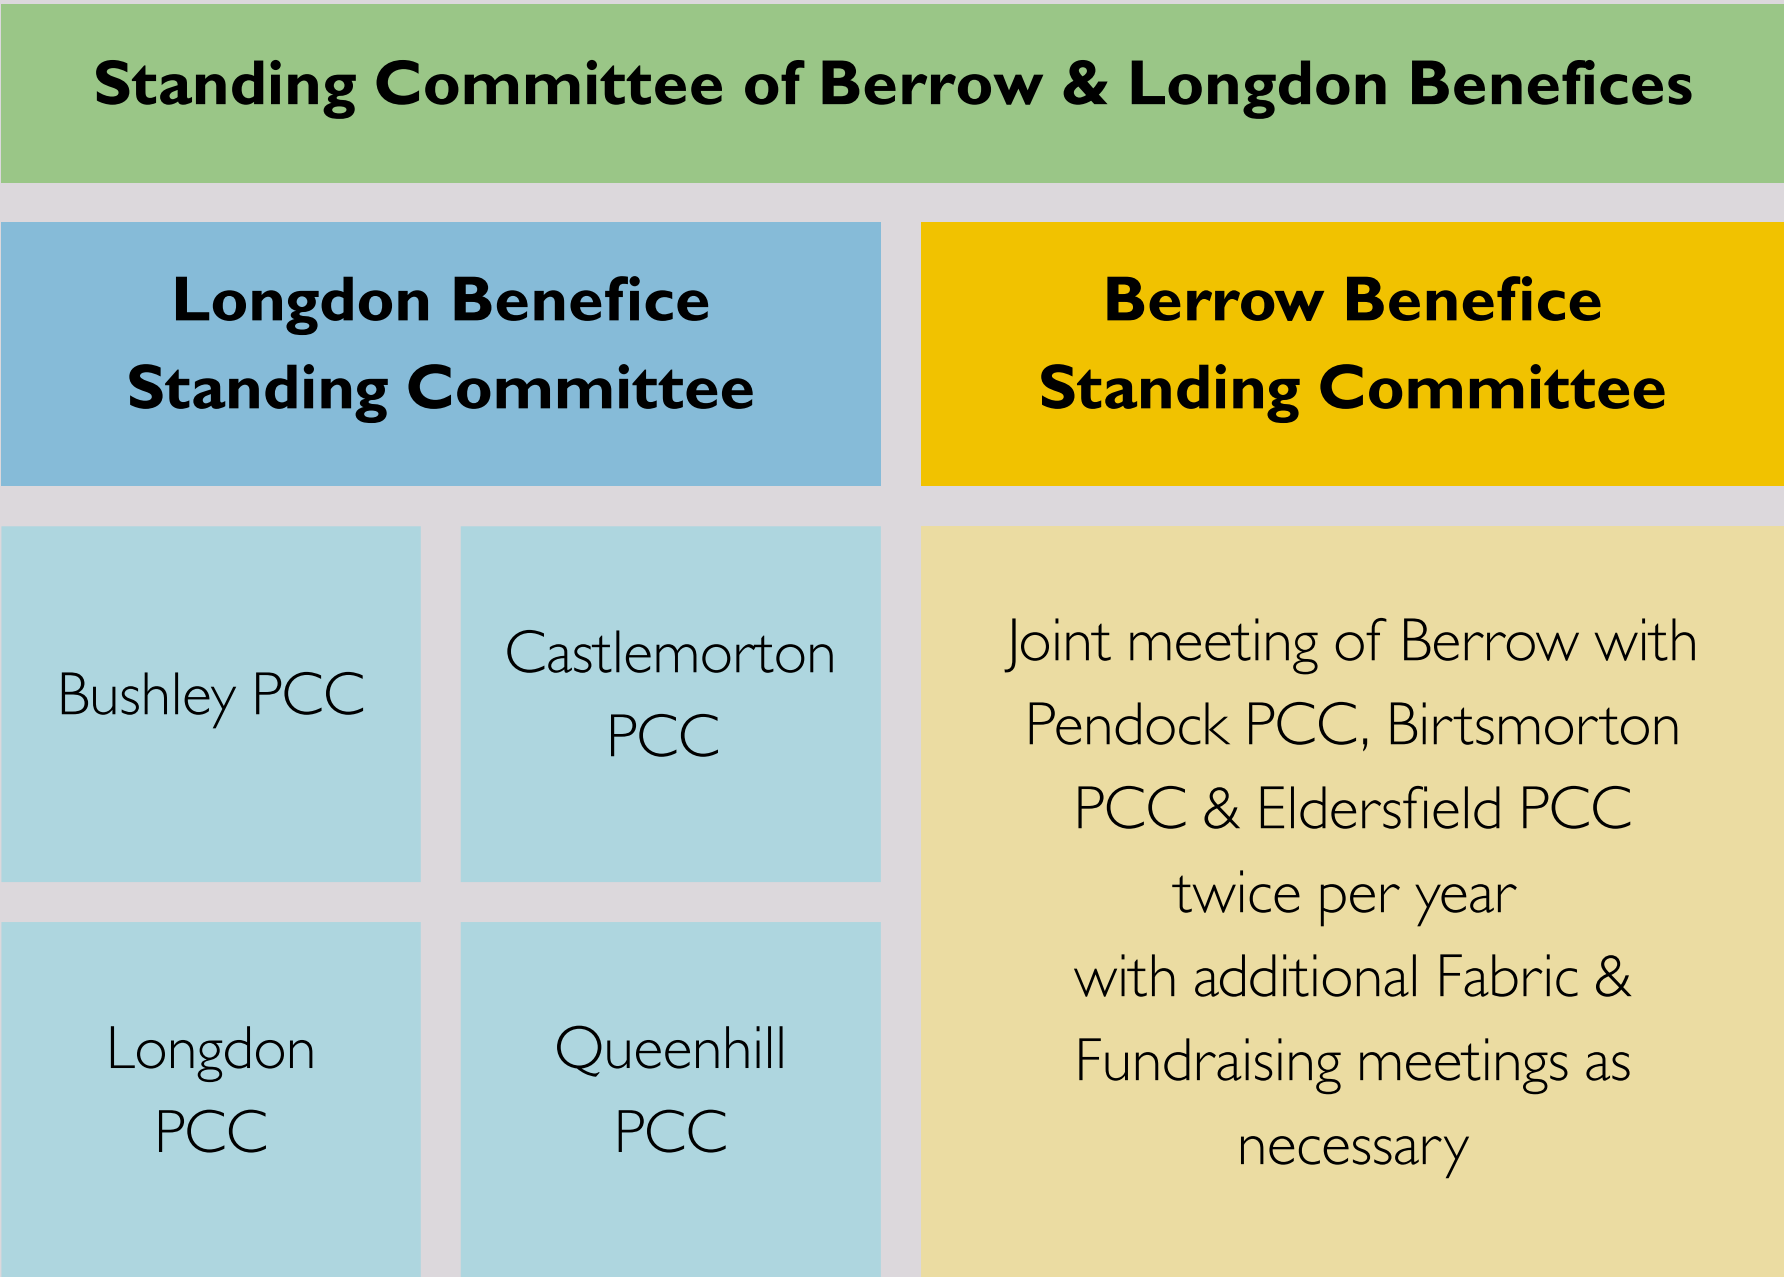 Standing Committee of Berrow & Longdon Benefices
Longdon Benefice
Standing Committee
Berrow Benefice
Standing Committee
Bushley PCC
Castlemorton
PCC
Longdon
PCC
Queenhill
PCC
Joint meeting of Berrow with
Pendock PCC, Birtsmorton
PCC & Eldersfield PCC
twice per year
with additional Fabric &
Fundraising meetings as
necessary